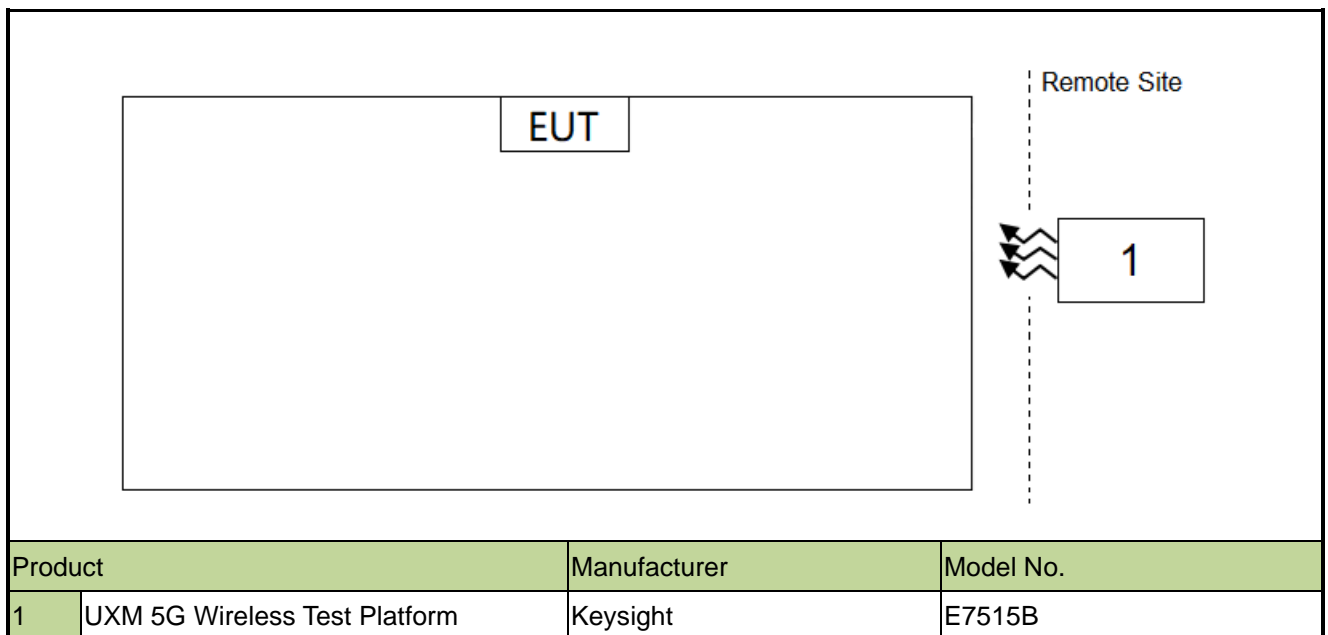 Remote Site
EUT
1
Product Manufacturer Model No.
1 UXM 5G Wireless Test Platform Keysight E7515B